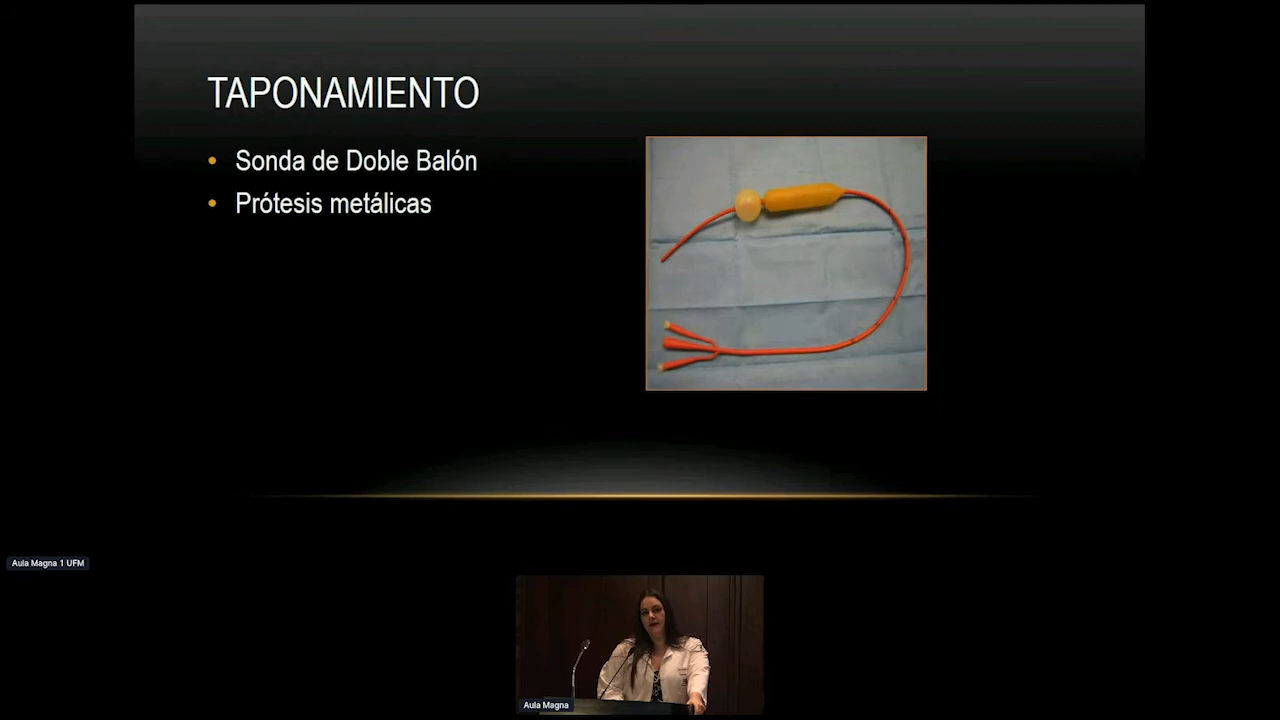 TAPONAMIENTO
• Sonda de Doble Balón
• Prótesis metálicas
Aula Magna 1 UFM
Aula Magna